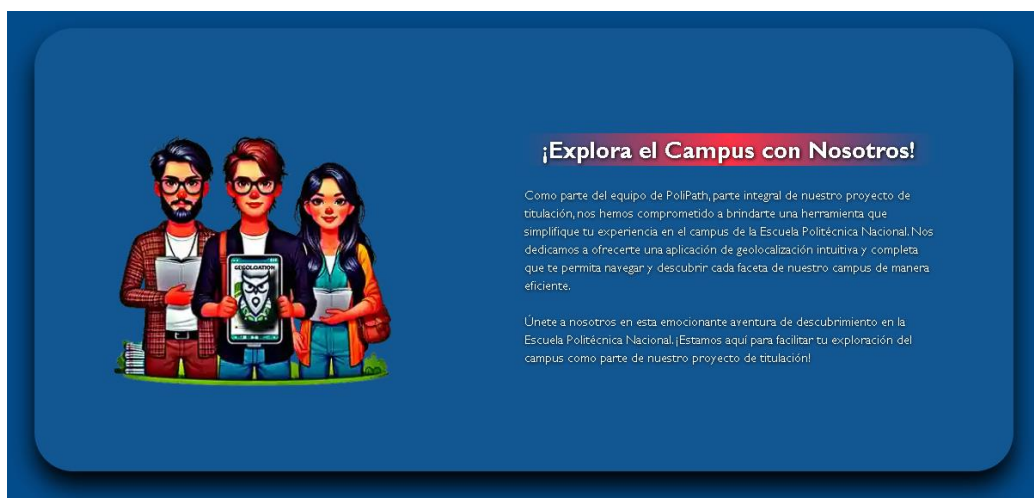 ¡Explora el Campus con Nosotros!
Como parte del equipo de PoliPath, parte integral de nuestro proyecto de
titulación, nos hemos comprometido a brindarte una herramienta que
simplifique tu experiencia en el campus de la Escuela Politécnica Nacional. Nos
dedicamos a ofrecerte una aplicación de geolocalización intuitiva y completa
que te permita navegar y descubrir cada faceta de nuestro campus de manera
eficiente.
Únete a nosotros en esta emocionante aventura de descubrimiento en la
Escuela Politécnica Nacional. ¡Estamos aquí para facilitar tu exploración del
campus como parte de nuestro proyecto de titulación!